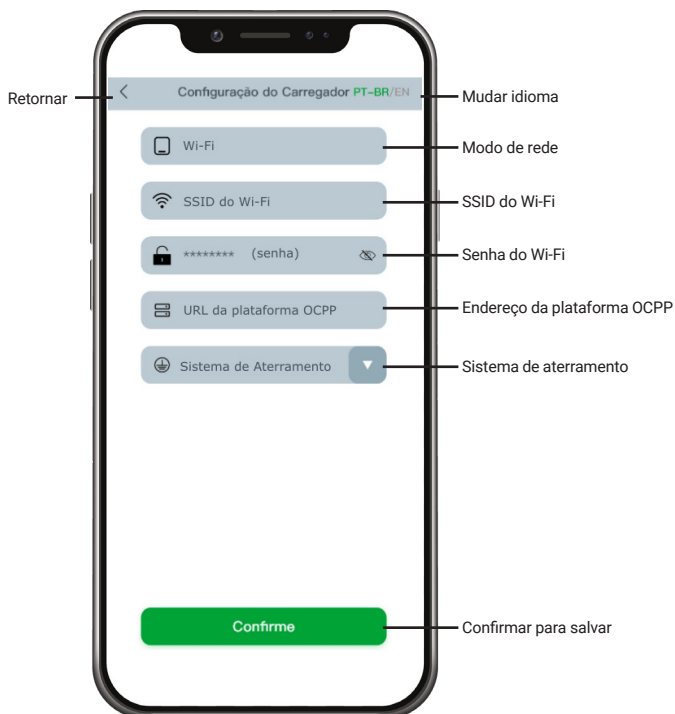 Retornar
Configuração do Carregador PT-BR/EN
Mudar idioma
Wi-Fi
Modo de rede
SSID do Wi-Fi
SSID do Wi-Fi
******** (senha)
Senha do Wi-Fi
URL da plataforma OCPP
Endereço da plataforma OCPP
Sistema de Aterramento
Sistema de aterramento
Confirme
Confirmar para salvar